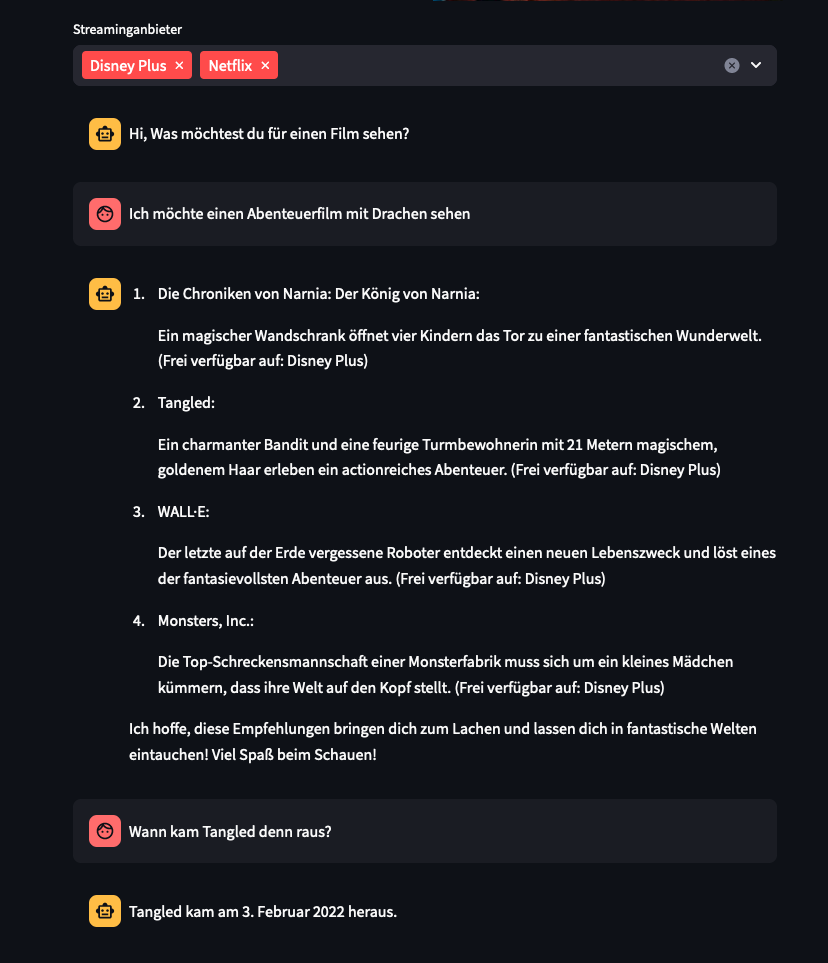 Streaminganbieter
Disney Plus × Netflix ×
Hi, Was möchtest du für einen Film sehen?
Ich möchte einen Abenteuerfilm mit Drachen sehen
1. Die Chroniken von Narnia: Der König von Narnia:
Ein magischer Wandschrank öffnet vier Kindern das Tor zu einer fantastischen Wunderwelt.
(Frei verfügbar auf: Disney Plus)
2. Tangled:
Ein charmanter Bandit und eine feurige Turmbewohnerin mit 21 Metern magischem,
goldenem Haar erleben ein actionreiches Abenteuer. (Frei verfügbar auf: Disney Plus)
3. WALL·E:
Der letzte auf der Erde vergessene Roboter entdeckt einen neuen Lebenszweck und löst eines
der fantasievollsten Abenteuer aus. (Frei verfügbar auf: Disney Plus)
4. Monsters, Inc.:
Die Top-Schreckensmannschaft einer Monsterfabrik muss sich um ein kleines Mädchen
kümmern, dass ihre Welt auf den Kopf stellt. (Frei verfügbar auf: Disney Plus)
Ich hoffe, diese Empfehlungen bringen dich zum Lachen und lassen dich in fantastische Welten
eintauchen! Viel Spaß beim Schauen!
Wann kam Tangled denn raus?
Tangled kam am 3. Februar 2022 heraus.